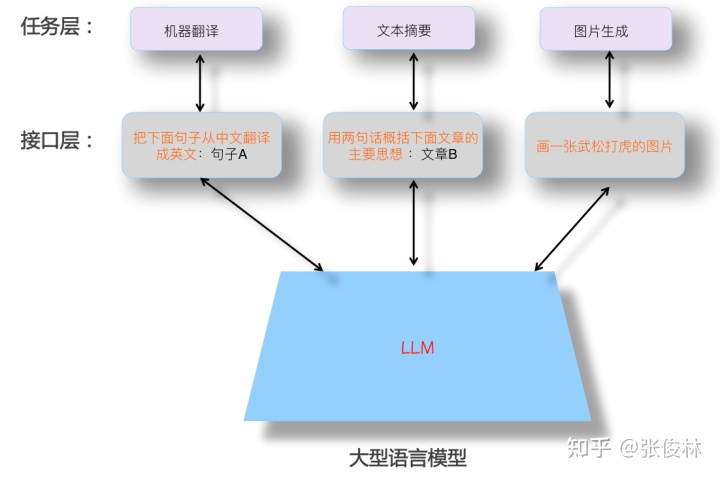 任务层：
机器翻译
文本摘要
图片生成
接口层：
把下面句子从中文翻译
成英文：句子A
用两句话概括下面文章的
主要思想：文章B
画一张武松打虎的图片
LLM
大型语言模型
知乎 @张俊林